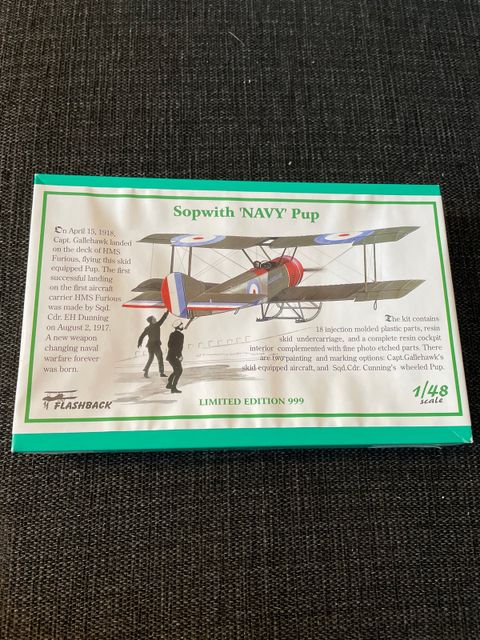 Sopwith 'NAVY' Pup
On April 15, 1918,
Capt. Gallehawk landed
on the deck of HMS
Furious, flying this skid
equipped Pup. The first
successful landing
on the first aircraft
carrier HMS Furious
was made by Sqd.
Cdr. EH Dunning
on August 2, 1917.
A new weapon
changing naval
warfare forever
was born.
The kit contains
18 injection molded plastic parts, resin
skid undercarriage, and a complete resin cockpit
interior complemented with fine photo etched parts. There
are two painting and marking options: Capt.Gallehawk's
skid equipped aircraft, and Sqd.Cdr. Cunning's wheeled Pup.
FLASHBACK
LIMITED EDITION 999
1/48
scale